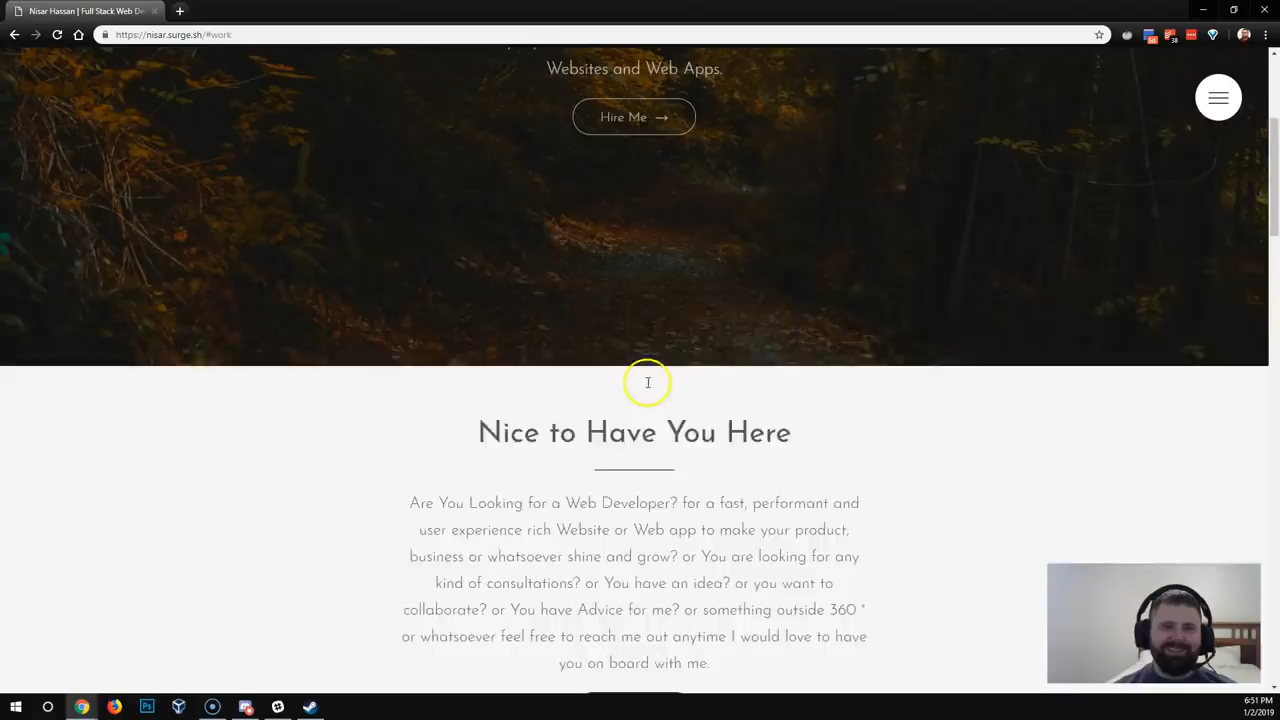 Nisar Hassan | Full Stack Web De
https://nisar.surge.sh/#work
Websites and Web Apps.
Hire Me →
Nice to Have You Here
Are You Looking for a Web Developer? for a fast, performant and
user experience rich Website or Web app to make your product,
business or whatsoever shine and grow? or You are looking for any
kind of consultations? or You have an idea? or you want to
collaborate? or You have Advice for me? or something outside 360 °
or whatsoever feel free to reach me out anytime I would love to have
you on board with me.
6:51 PM
1/2/2019